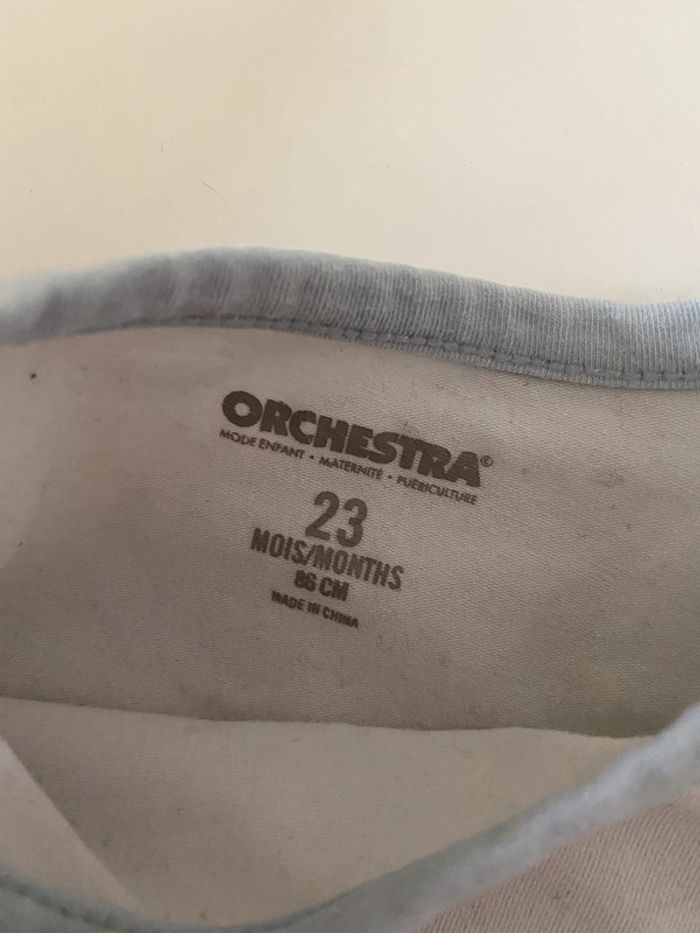 ORCHESTRA©
MODE ENFANT • MATERNITÉ • PUÉRICULTURE
23
MOIS/MONTHS
86 CM
MADE IN CHINA